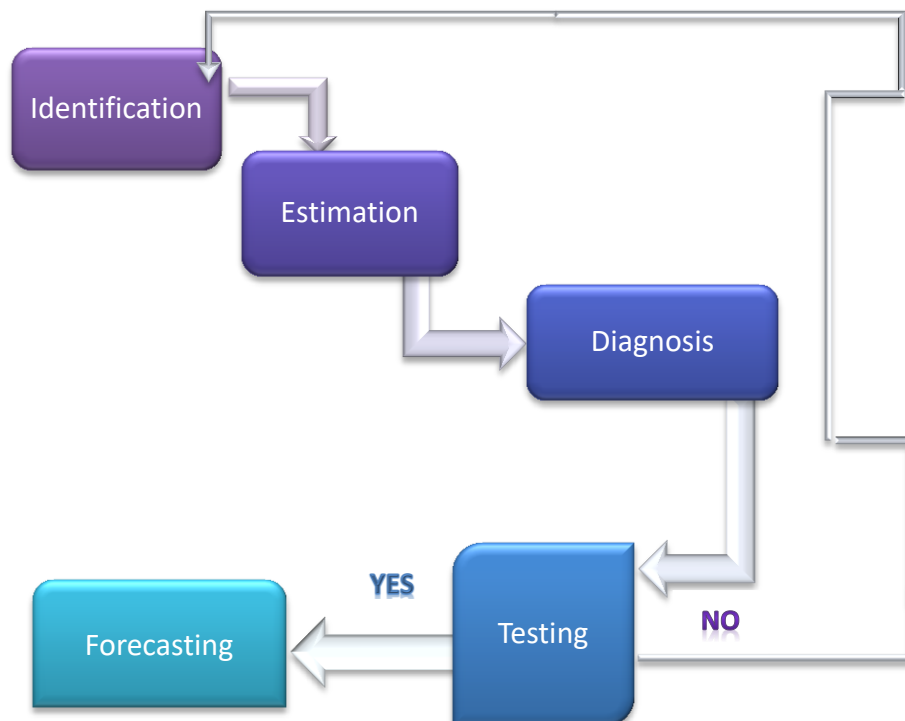 Identification
Estimation
Diagnosis
YES
Forecasting
Testing
NO